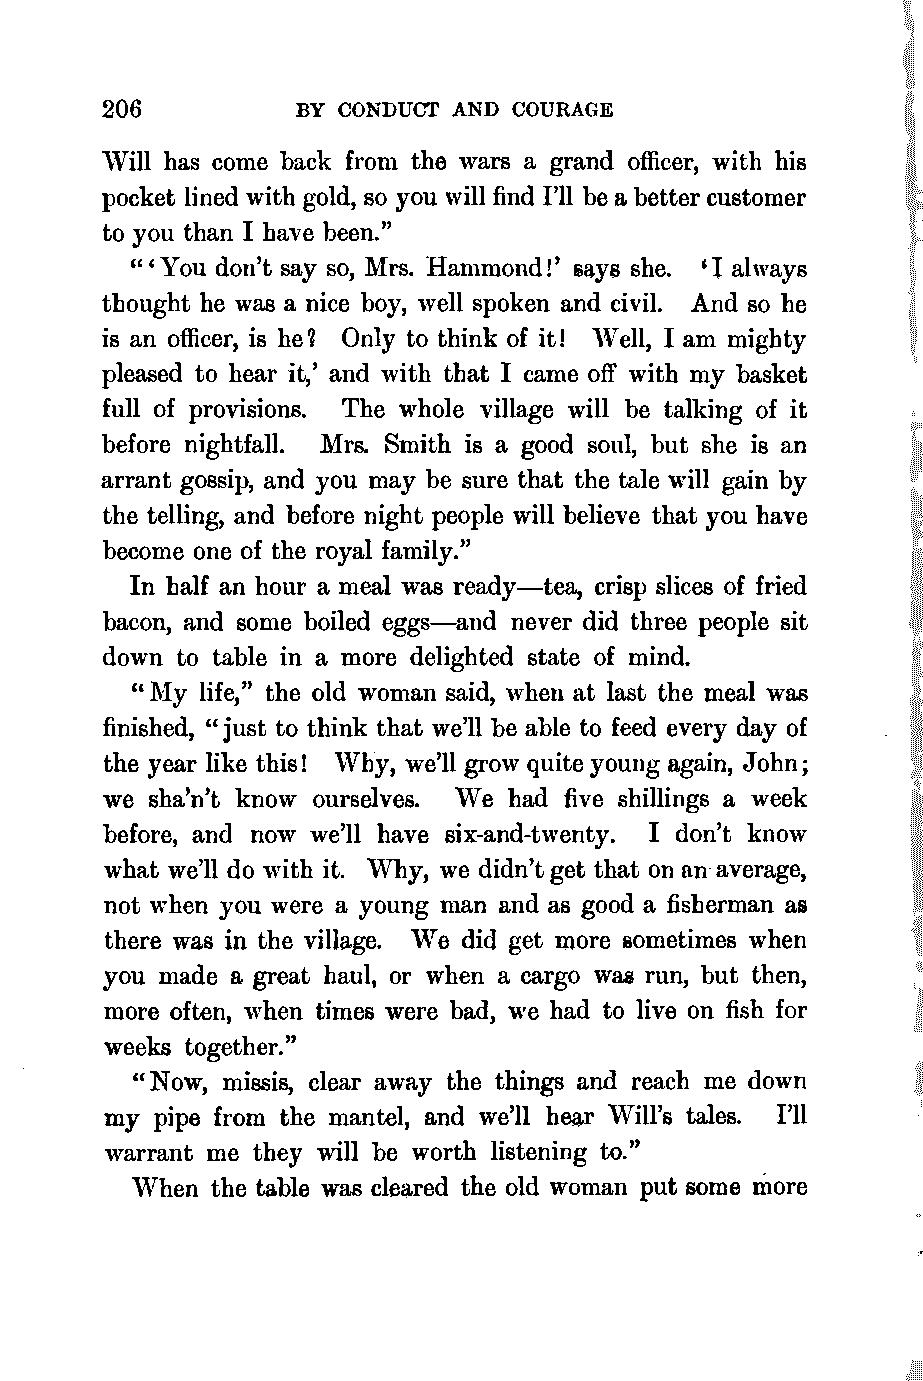 206 BY CONDUCT AND COURAGE
Will has come back from the wars a grand officer, with his
pocket lined with gold, so you will find I'll be a better customer
to you than I have been."
"'You don't say so, Mrs. Hammond!' says she. 'I always
thought he was a nice boy, well spoken and civil. And so he
is an officer, is he? Only to think of it! Well, I am mighty
pleased to hear it,' and with that I came off with my basket
full of provisions. The whole village will be talking of it
before nightfall. Mrs. Smith is a good soul, but she is an
arrant gossip, and you may be sure that the tale will gain by
the telling, and before night people will believe that you have
become one of the royal family."
In half an hour a meal was ready—tea, crisp slices of fried
bacon, and some boiled eggs—and never did three people sit
down to table in a more delighted state of mind.
"My life," the old woman said, when at last the meal was
finished, "just to think that we'll be able to feed every day of
the year like this! Why, we'll grow quite young again, John;
we sha'n't know ourselves. We had five shillings a week
before, and now we'll have six-and-twenty. I don't know
what we'll do with it. Why, we didn't get that on an average,
not when you were a young man and as good a fisherman as
there was in the village. We did get more sometimes when
you made a great haul, or when a cargo was run, but then,
more often, when times were bad, we had to live on fish for
weeks together."
"Now, missis, clear away the things and reach me down
my pipe from the mantel, and we'll hear Will's tales. I'll
warrant me they will be worth listening to."
When the table was cleared the old woman put some more